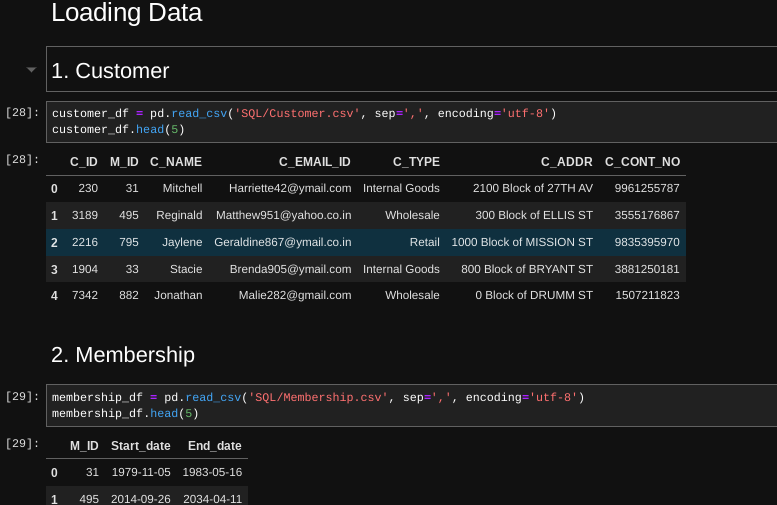 Loading Data
1. Customer
[28]: customer_df = pd.read_csv('SQL/Customer.csv', sep=',', encoding='utf-8')
customer_df.head(5)
[28]: C_ID M_ID C_NAME C_EMAIL_ID C_TYPE C_ADDR C_CONT_NO
0 230 31 Mitchell Harriette42@ymail.com Internal Goods 2100 Block of 27TH AV 9961255787
1 3189 495 Reginald Matthew951@yahoo.co.in Wholesale 300 Block of ELLIS ST 3555176867
2 2216 795 Jaylene Geraldine867@ymail.co.in Retail 1000 Block of MISSION ST 9835395970
3 1904 33 Stacie Brenda905@ymail.com Internal Goods 800 Block of BRYANT ST 3881250181
4 7342 882 Jonathan Malie282@gmail.com Wholesale 0 Block of DRUMM ST 1507211823
2. Membership
[29]: membership_df = pd.read_csv('SQL/Membership.csv', sep=',', encoding='utf-8')
membership_df.head(5)
[29]: M_ID Start_date End_date
0 31 1979-11-05 1983-05-16
1 495 2014-09-26 2034-04-11